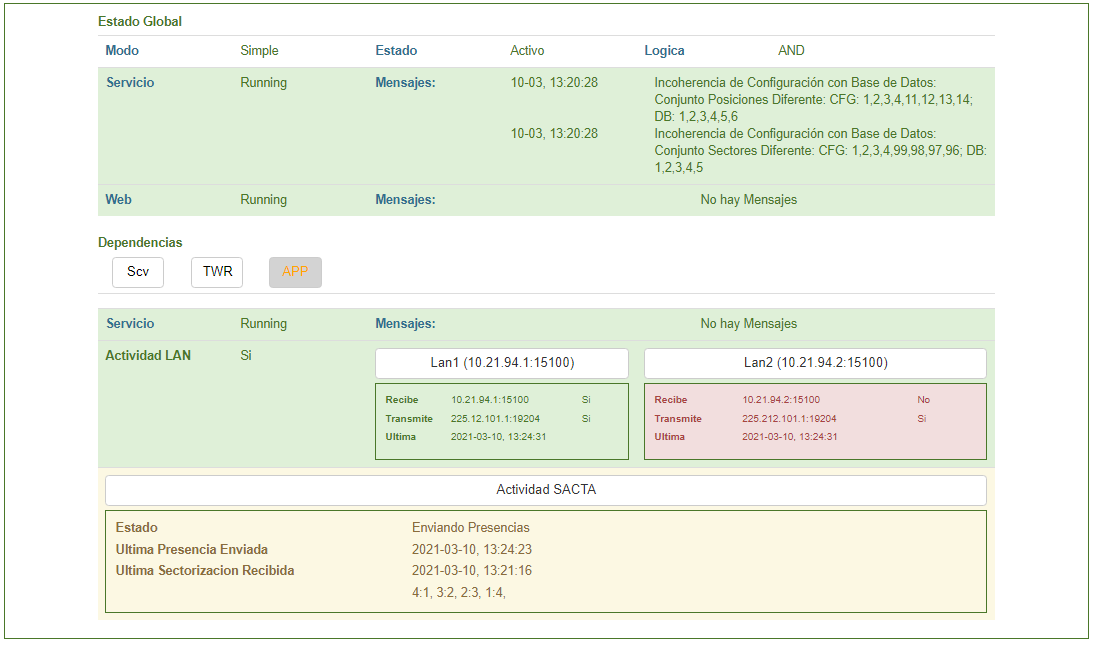 Estado Global
Modo Simple Estado Activo Logica AND
Servicio Running Mensajes: 10-03, 13:20:28 Incoherencia de Configuración con Base de Datos:
Conjunto Posiciones Diferente: CFG: 1,2,3,4,11,12,13,14;
DB: 1,2,3,4,5,6
10-03, 13:20:28 Incoherencia de Configuración con Base de Datos:
Conjunto Sectores Diferente: CFG: 1,2,3,4,99,98,97,96; DB:
1,2,3,4,5
Web Running Mensajes: No hay Mensajes
Dependencias
Scv TWR APP
Servicio Running Mensajes: No hay Mensajes
Actividad LAN Si Lan1 (10.21.94.1:15100) Lan2 (10.21.94.2:15100)
Recibe 10.21.94.1:15100 Si Recibe 10.21.94.2:15100 No
Transmite 225.12.101.1:19204 Si Transmite 225.212.101.1:19204 Si
Ultima 2021-03-10, 13:24:31 Ultima 2021-03-10, 13:24:31
Actividad SACTA
Estado Enviando Presencias
Ultima Presencia Enviada 2021-03-10, 13:24:23
Ultima Sectorizacion Recibida 2021-03-10, 13:21:16
4:1, 3:2, 2:3, 1:4,